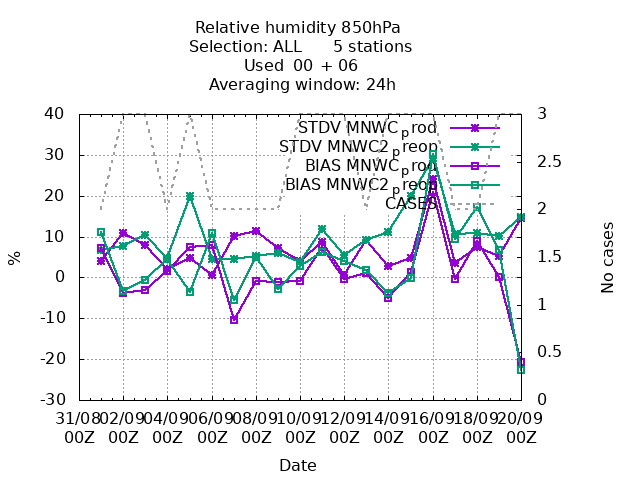 Relative humidity 850hPa
Selection: ALL 5 stations
Used 00 + 06
Averaging window: 24h
40 3
30 2.5
20 2
10 1.5
0
-10 1
-20 0.5
-30 0
STDV MNWC_prod
STDV MNWC2_preop
BIAS MNWC_prod
BIAS MNWC2_preop
CASES
%
No cases
31/08 02/09 04/09 06/09 08/09 10/09 12/09 14/09 16/09 18/09 20/09
00Z 00Z 00Z 00Z 00Z 00Z 00Z 00Z 00Z 00Z 00Z
Date